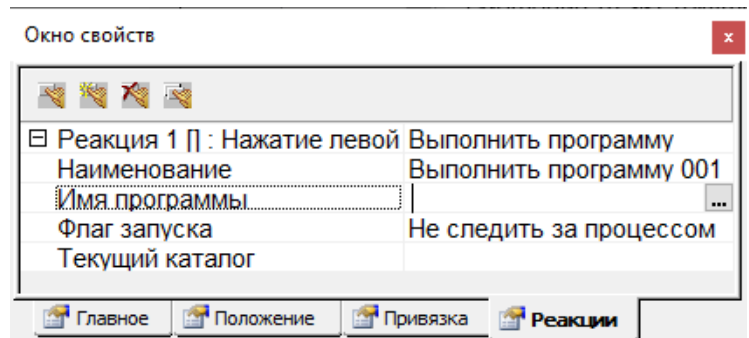 Окно свойств
Реакция 1 [] : Нажатие левой Выполнить программу
Наименование Выполнить программу 001
Имя программы ...
Флаг запуска Не следить за процессом
Текущий каталог
Главное Положение Привязка Реакции